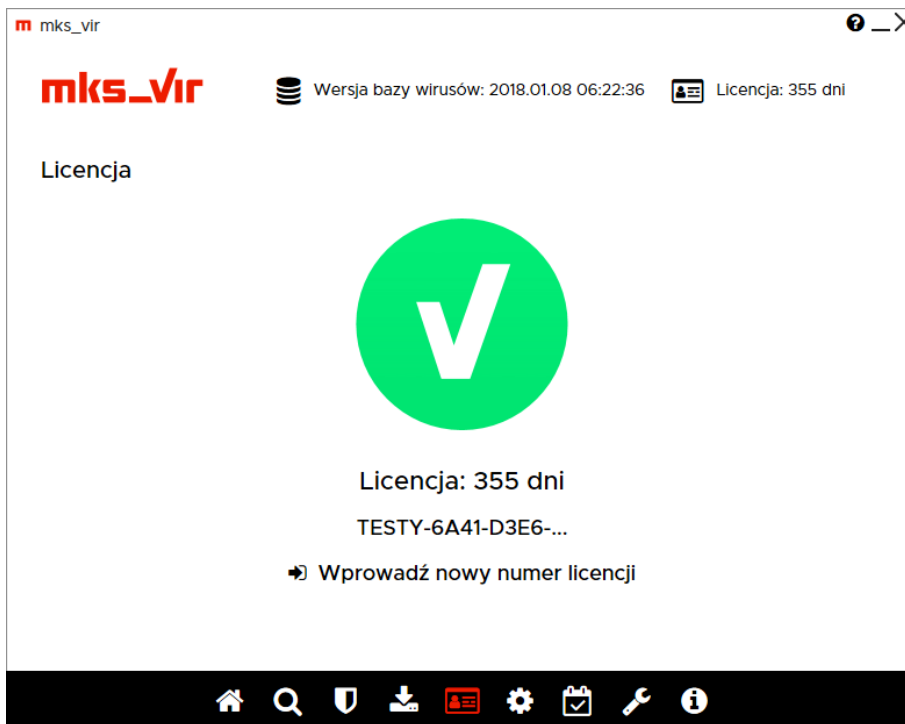 mks_vir
mks_vir
Wersja bazy wirusów: 2018.01.08 06:22:36
Licencja: 355 dni
Licencja
Licencja: 355 dni
TESTY-6A41-D3E6-...
Wprowadź nowy numer licencji